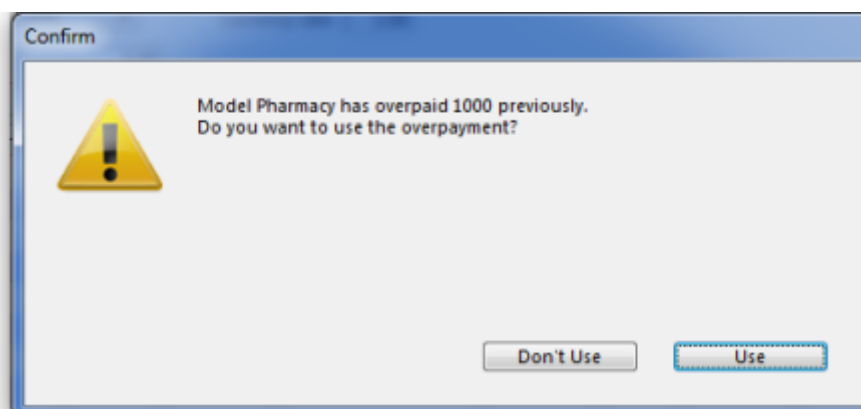 Confirm
Model Pharmacy has overpaid 1000 previously.
Do you want to use the overpayment?
Don't Use
Use